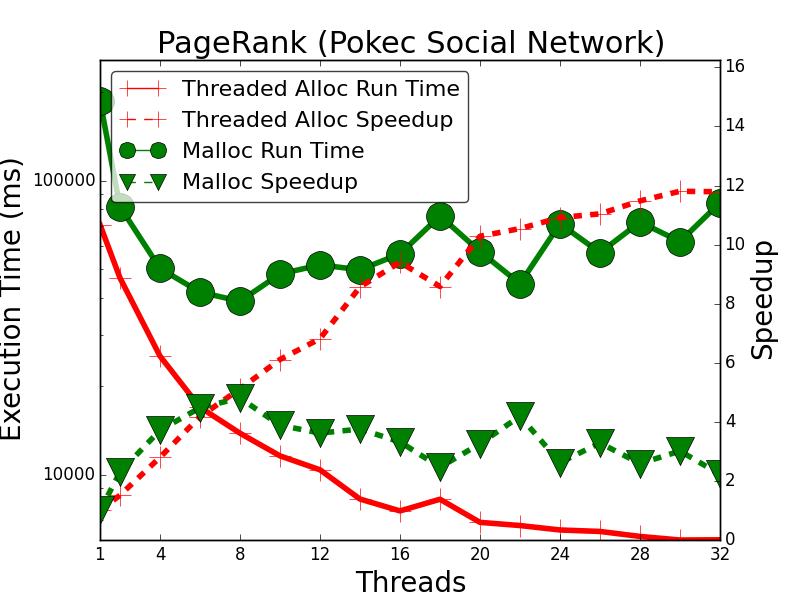 PageRank (Pokec Social Network)
Threaded Alloc Run Time
Threaded Alloc Speedup
Malloc Run Time
Malloc Speedup
Execution Time (ms)
100000
10000
Speedup
16
14
12
10
8
6
4
2
0
1 4 8 12 16 20 24 28 32
Threads